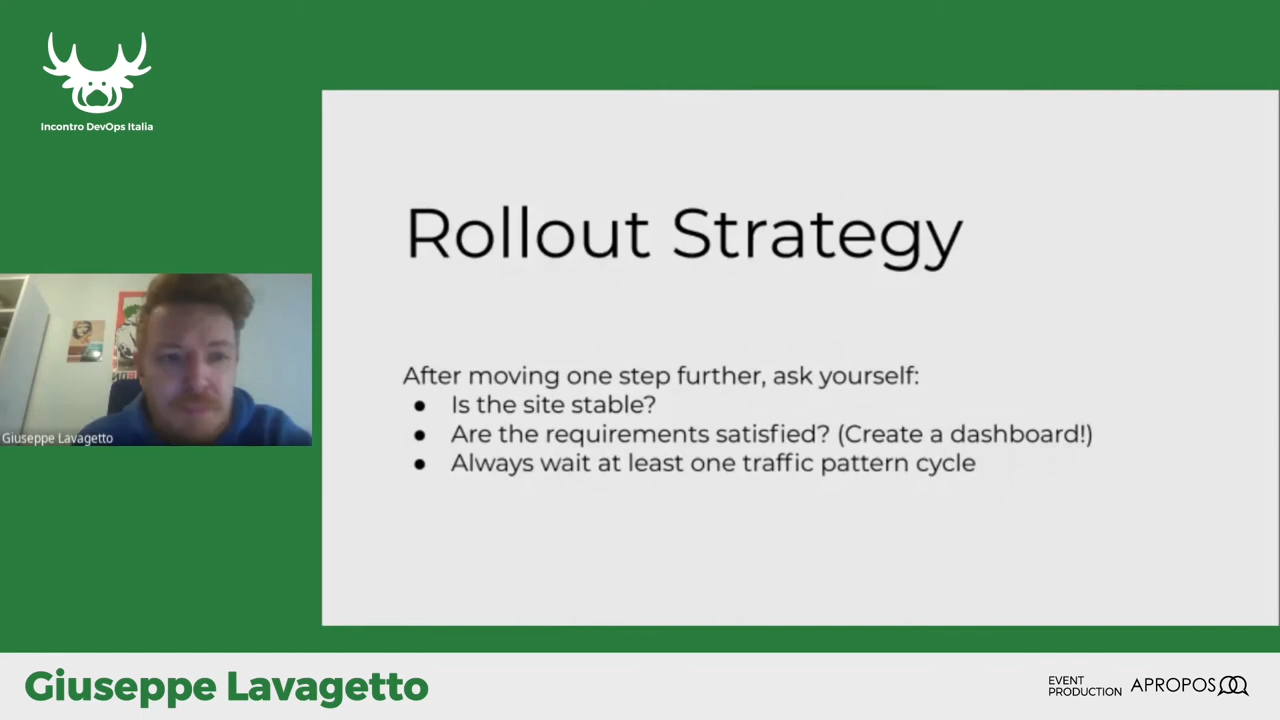 Incontro DevOps Italia
Rollout Strategy
After moving one step further, ask yourself:
● Is the site stable?
● Are the requirements satisfied? (Create a dashboard!)
● Always wait at least one traffic pattern cycle
Giuseppe Lavagetto
Giuseppe Lavagetto
EVENT
PRODUCTION
APROPOS